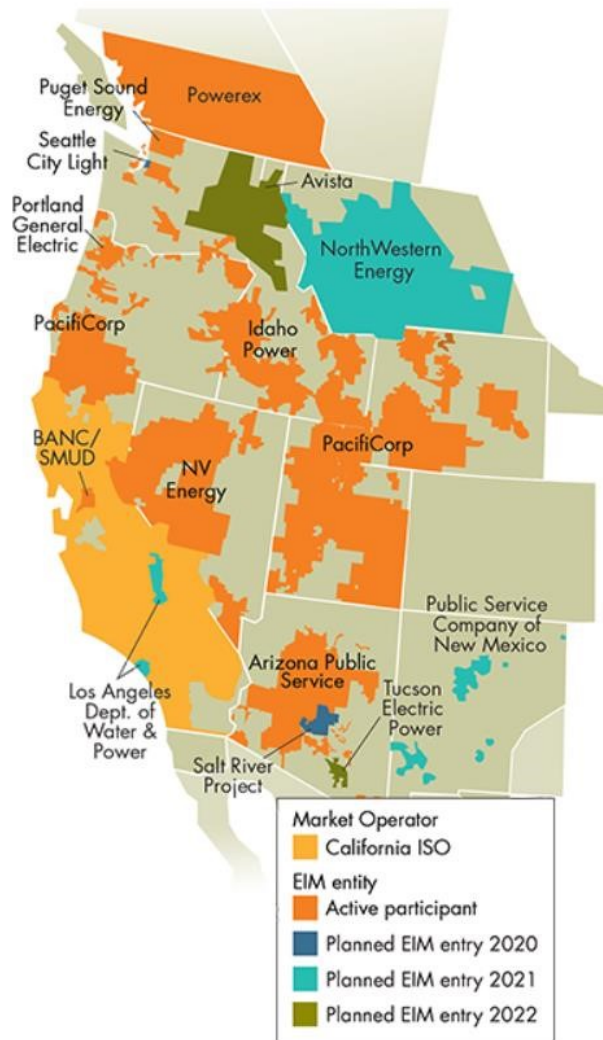 Powerex
Puget Sound
Energy
Seattle
City Light
Avista
Portland
General
Electric
NorthWestern
Energy
PacifiCorp
Idaho
Power
BANC/
SMUD
NV
Energy
PacifiCorp
Public Service
Company of
New Mexico
Arizona Public
Service
Los Angeles
Dept. of
Water &
Power
Tucson
Electric
Power
Salt River
Project
Market Operator
California ISO
EIM entity
Active participant
Planned EIM entry 2020
Planned EIM entry 2021
Planned EIM entry 2022